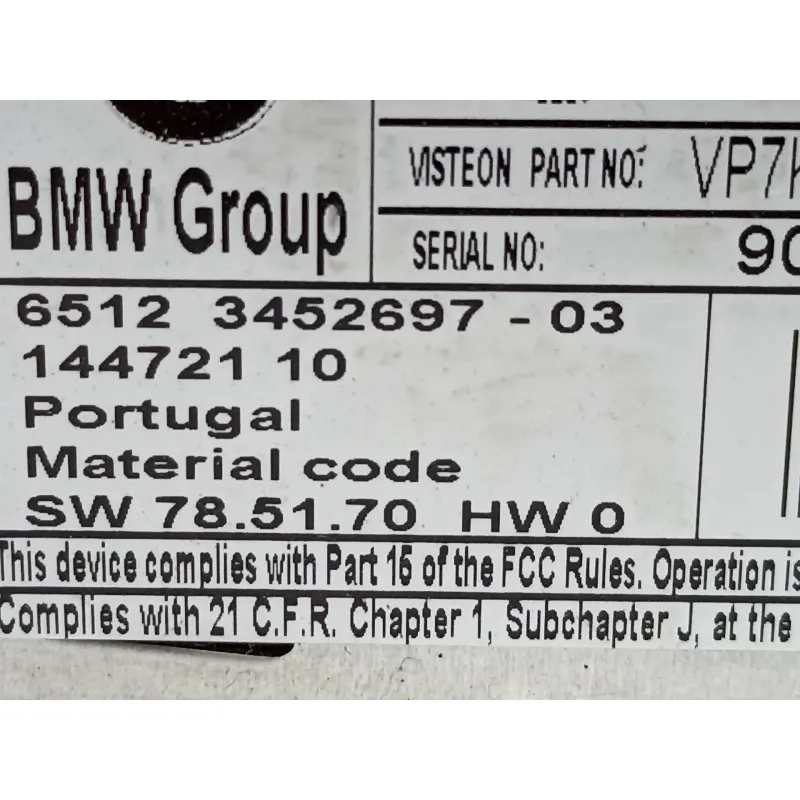 BMW Group
VISTEON PART NO: VP7
SERIAL NO: 90
6512 3452697 - 03
144721 10
Portugal
Material code
SW 78.51.70 HW 0
This device complies with Part 15 of the FCC Rules. Operation is
Complies with 21 C.F.R. Chapter 1, Subchapter J, at the